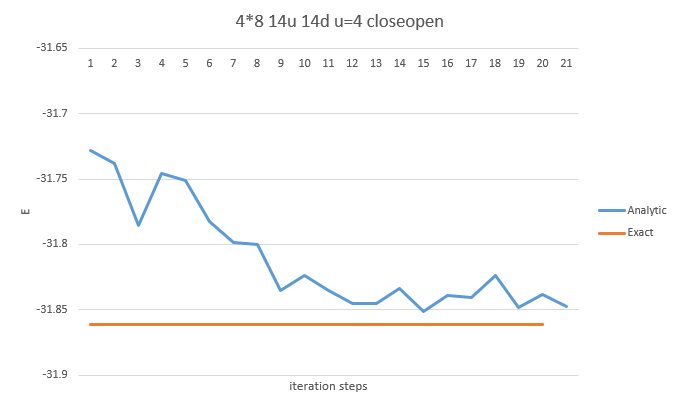 4*8 14u 14d u=4 closeopen
-31.65
1 2 3 4 5 6 7 8 9 10 11 12 13 14 15 16 17 18 19 20 21
-31.7
-31.75
E
-31.8
-31.85
-31.9
iteration steps
Analytic
Exact